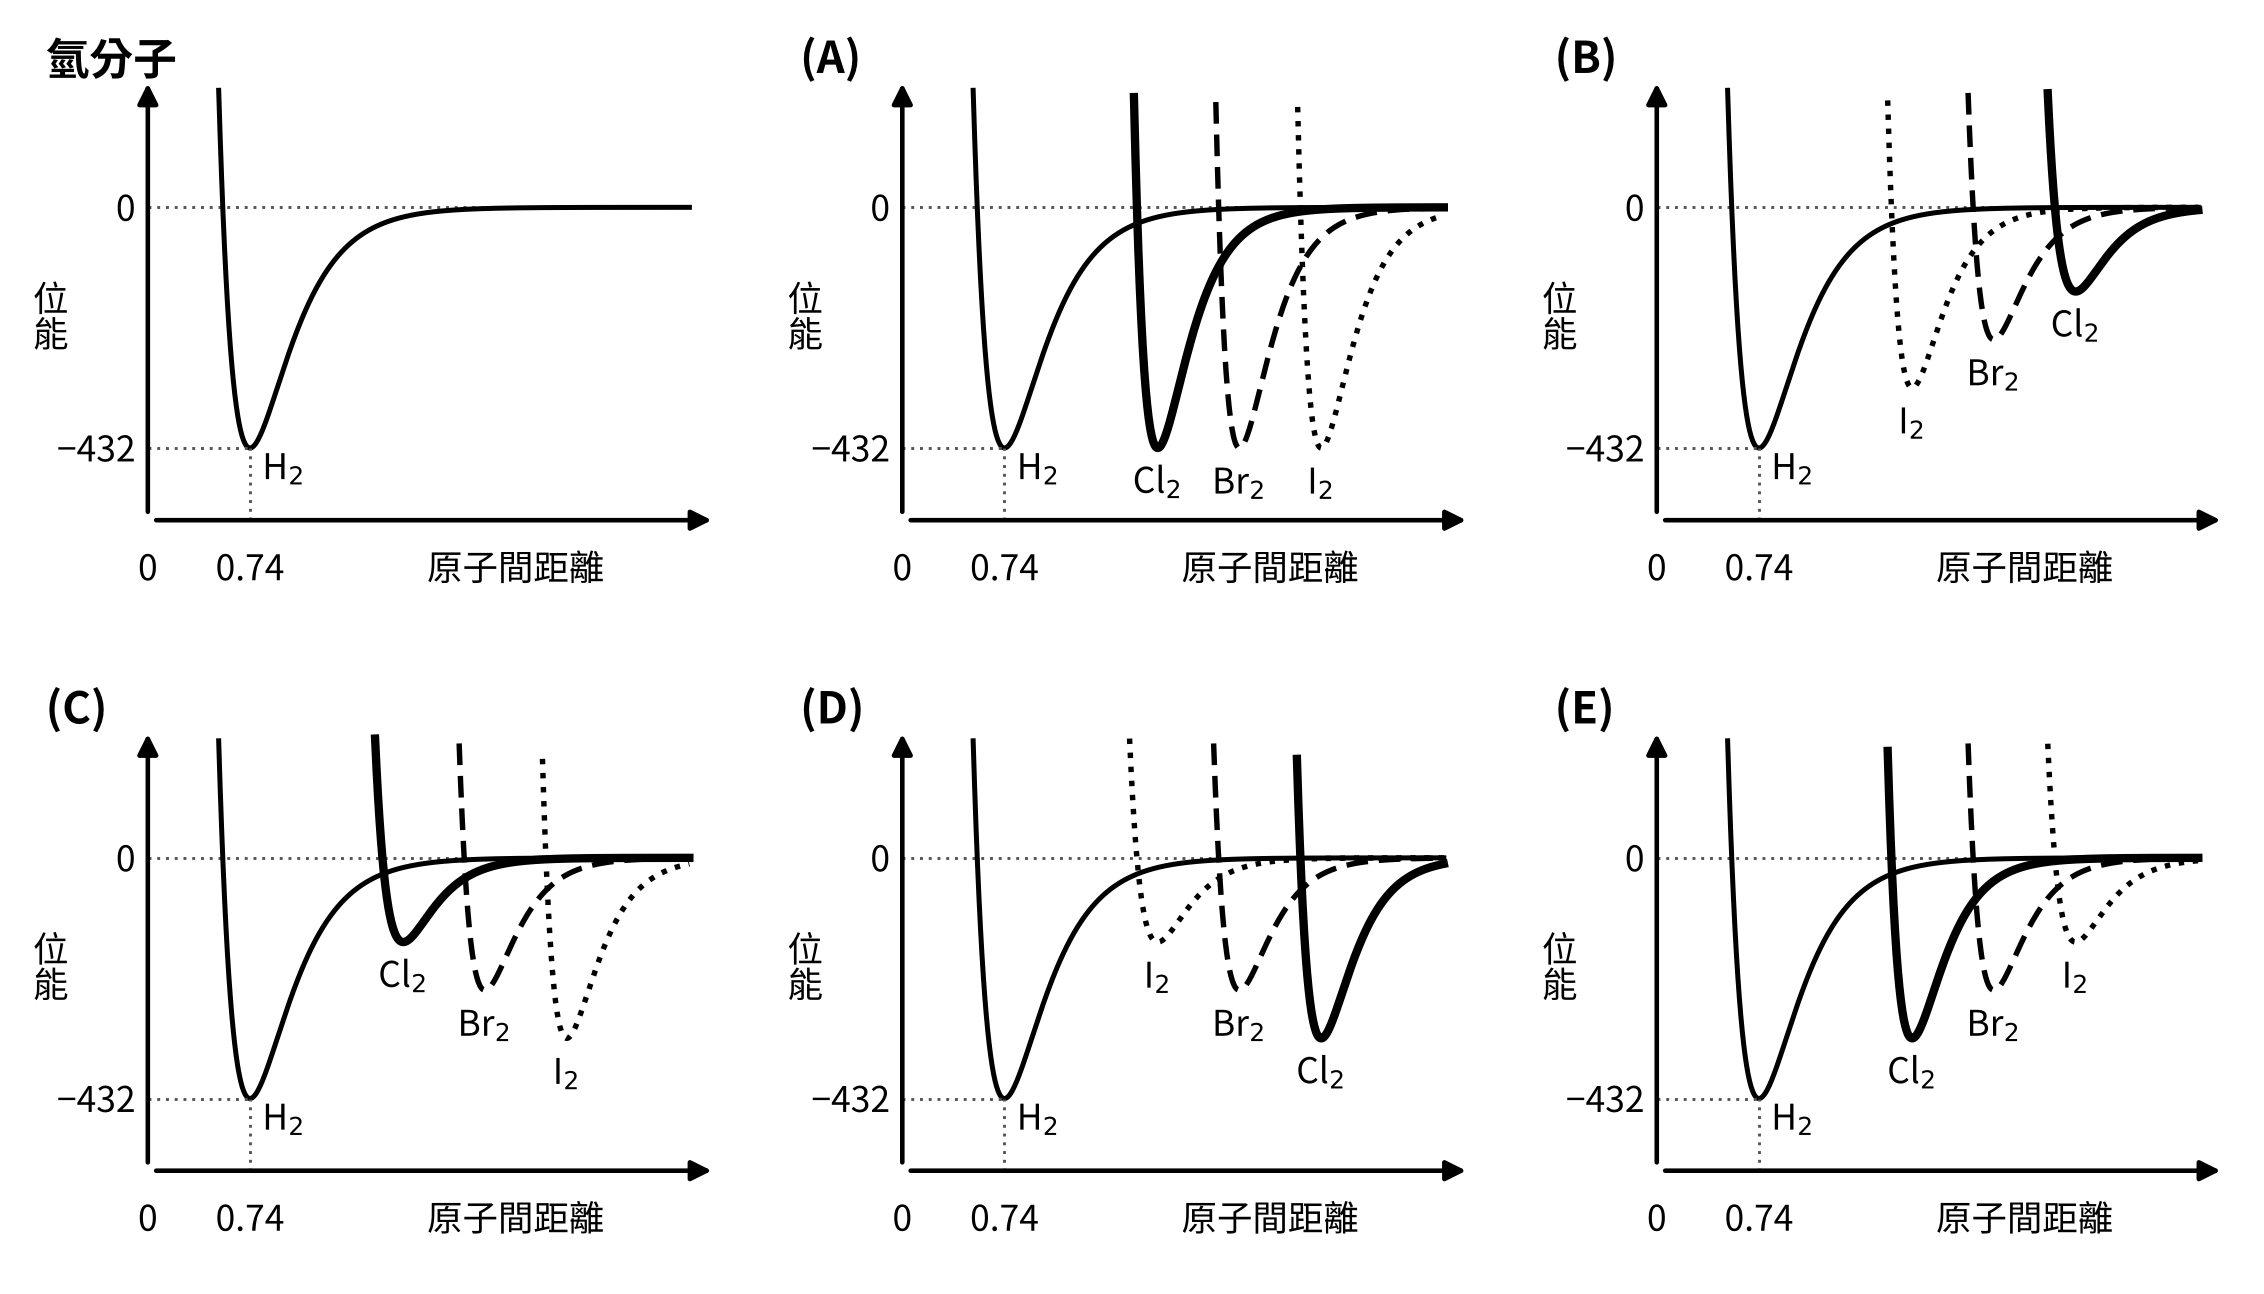 氫分子
0
位能
−432
H₂
0 0.74 原子間距離
(A)
0
位能
−432
H₂ Cl₂ Br₂ I₂
0 0.74 原子間距離
(B)
0
位能
Cl₂
Br₂
I₂
−432
H₂
0 0.74 原子間距離
(C)
0
位能
Cl₂
Br₂
I₂
−432
H₂
0 0.74 原子間距離
(D)
0
位能
I₂
Br₂
Cl₂
−432
H₂
0 0.74 原子間距離
(E)
0
位能
I₂
Br₂
Cl₂
−432
H₂
0 0.74 原子間距離